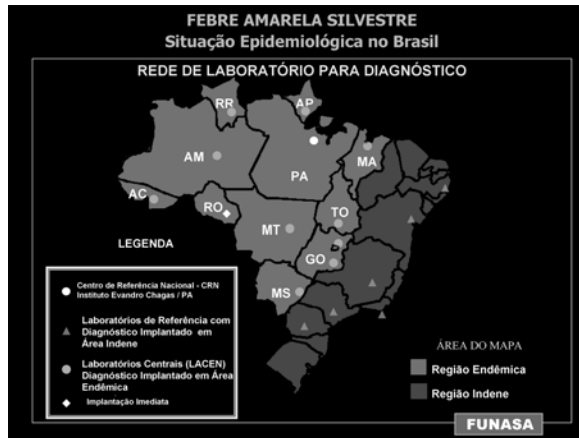 FEBRE AMARELA SILVESTRE
Situação Epidemiológica no Brasil
REDE DE LABORATÓRIO PARA DIAGNÓSTICO
RR
AP
AM
PA
MA
AC
RO
TO
MT
GO
MS
LEGENDA
Centro de Referência Nacional - CRN
Instituto Evandro Chagas / PA
Laboratórios de Referência com
Diagnóstico Implantado em
Área Indene
Laboratórios Centrais (LACEN)
Diagnóstico Implantado em Área
Endêmica
Implantação Imediata
ÁREA DO MAPA
Região Endêmica
Região Indene
FUNASA